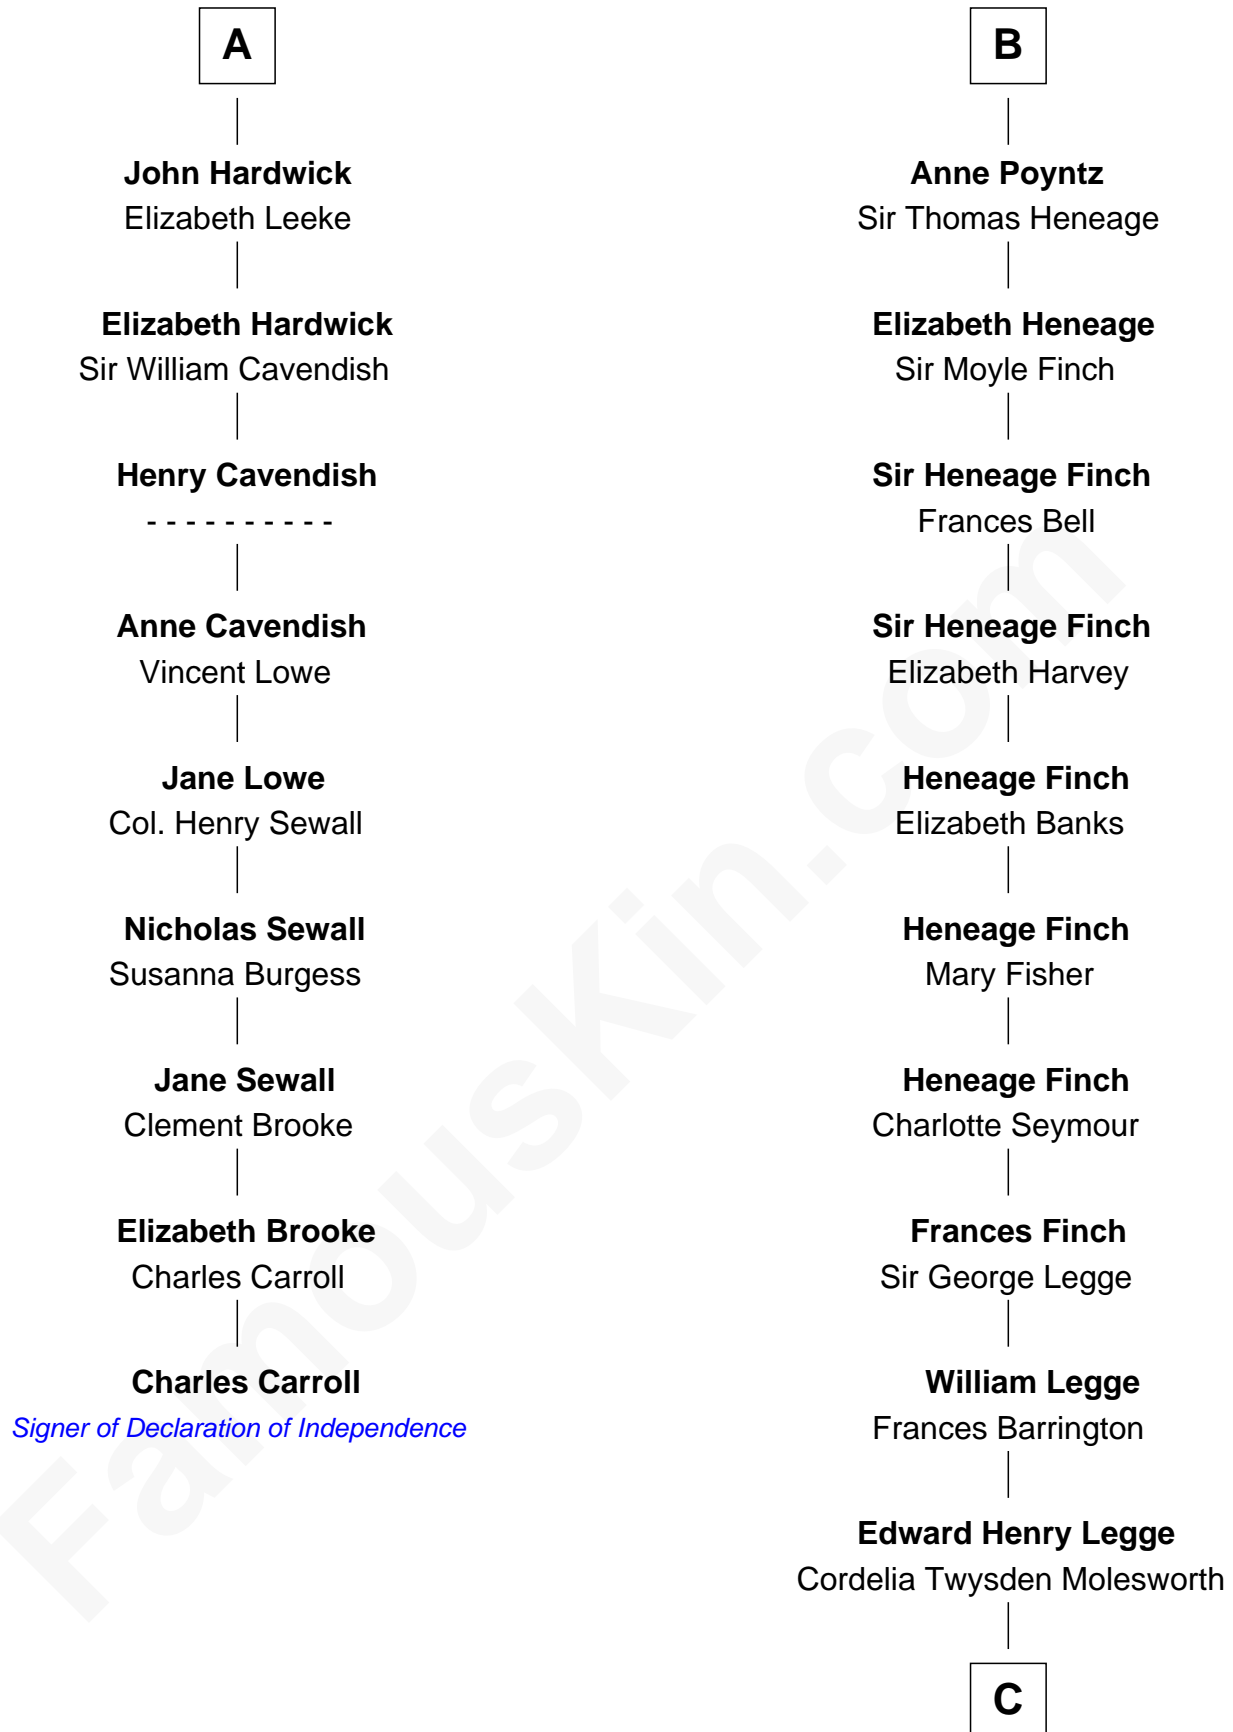 A
John Hardwick
Elizabeth Leeke
Elizabeth Hardwick
Sir William Cavendish
Henry Cavendish
- - - - - - - - - -
Anne Cavendish
Vincent Lowe
Jane Lowe
Col. Henry Sewall
Nicholas Sewall
Susanna Burgess
Jane Sewall
Clement Brooke
Elizabeth Brooke
Charles Carroll
Charles Carroll
Signer of Declaration of Independence
B
Anne Poyntz
Sir Thomas Heneage
Elizabeth Heneage
Sir Moyle Finch
Sir Heneage Finch
Frances Bell
Sir Heneage Finch
Elizabeth Harvey
Heneage Finch
Elizabeth Banks
Heneage Finch
Mary Fisher
Heneage Finch
Charlotte Seymour
Frances Finch
Sir George Legge
William Legge
Frances Barrington
Edward Henry Legge
Cordelia Twysden Molesworth
C
FamousKin.com